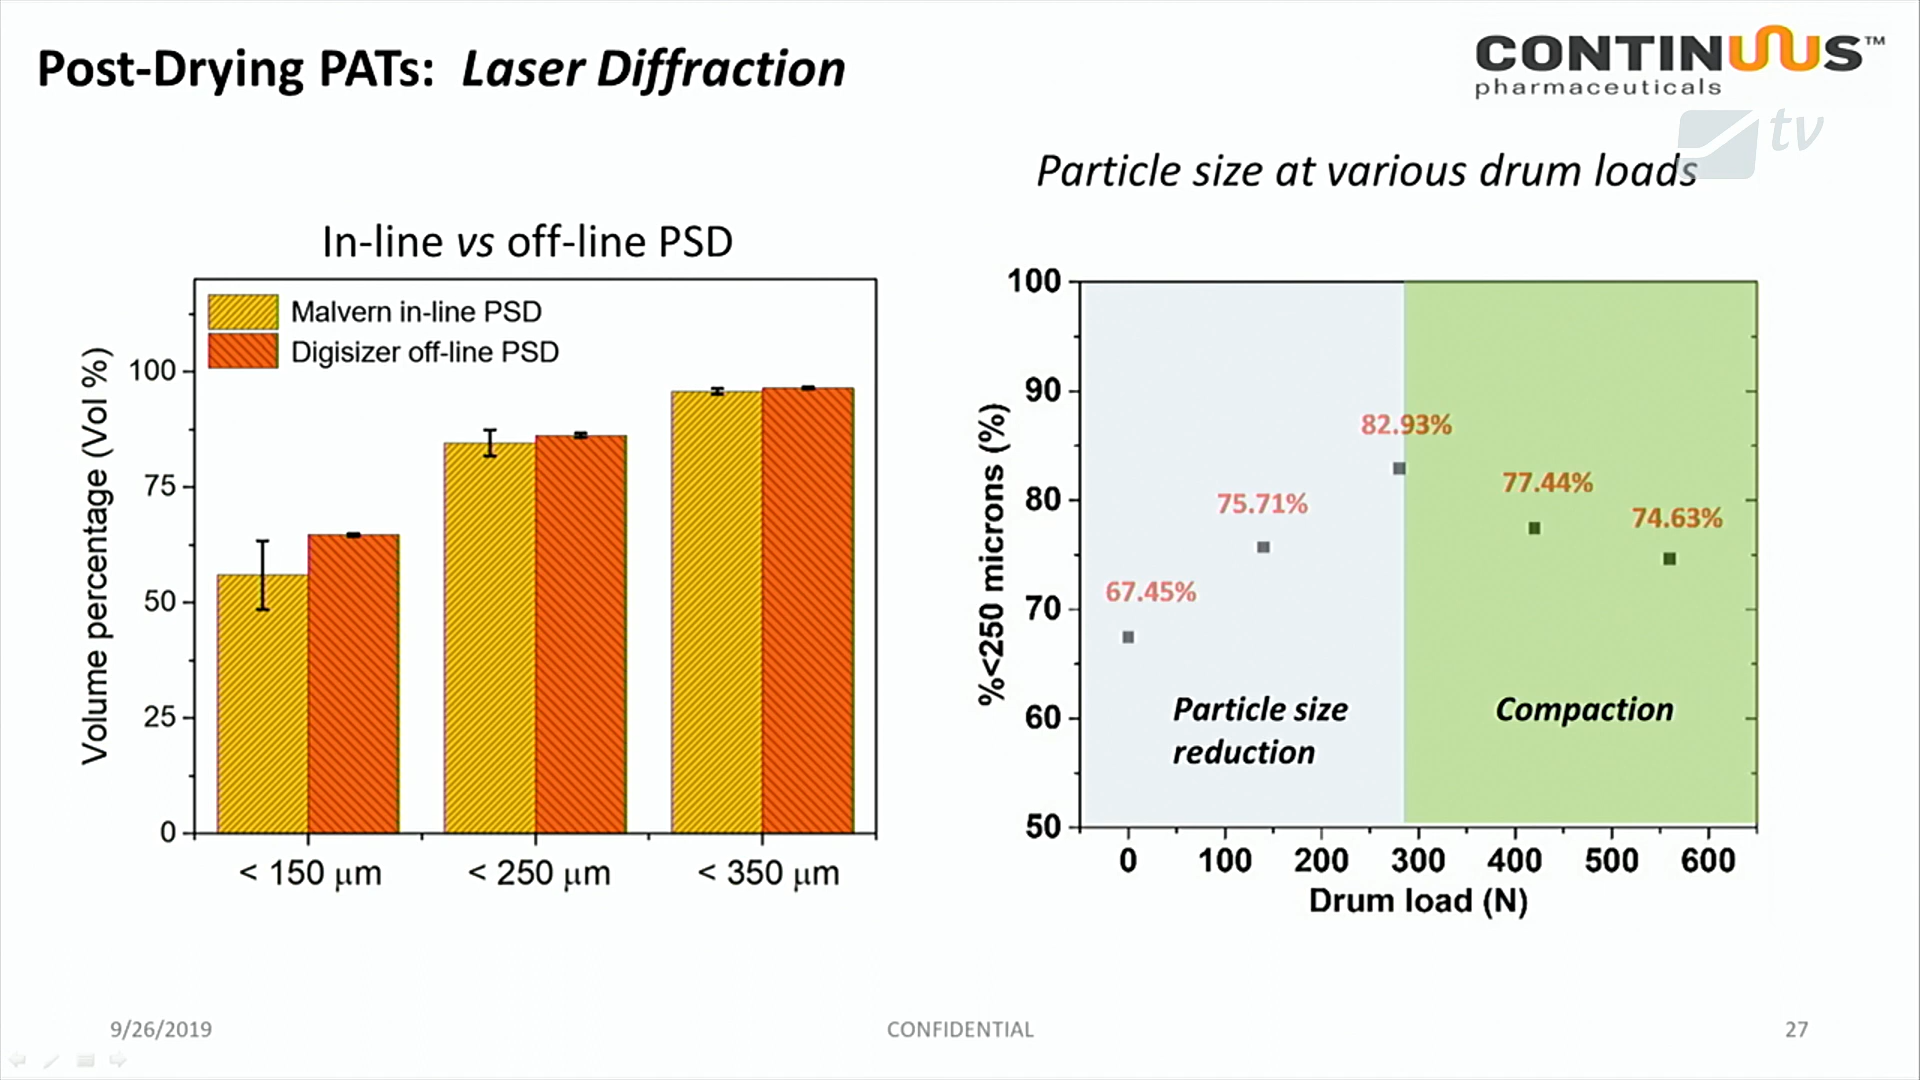 Post-Drying PATs: Laser Diffraction
CONTINUUS™
pharmaceuticals
tv
Particle size at various drum loads
In-line vs off-line PSD
Malvern in-line PSD
Digisizer off-line PSD
Volume percentage (Vol %)
100
75
50
25
0
< 150 μm
< 250 μm
< 350 μm
%<250 microns (%)
100
90
80
70
60
50
82.93%
77.44%
75.71%
74.63%
67.45%
Particle size
reduction
Compaction
0 100 200 300 400 500 600
Drum load (N)
9/26/2019
CONFIDENTIAL
27